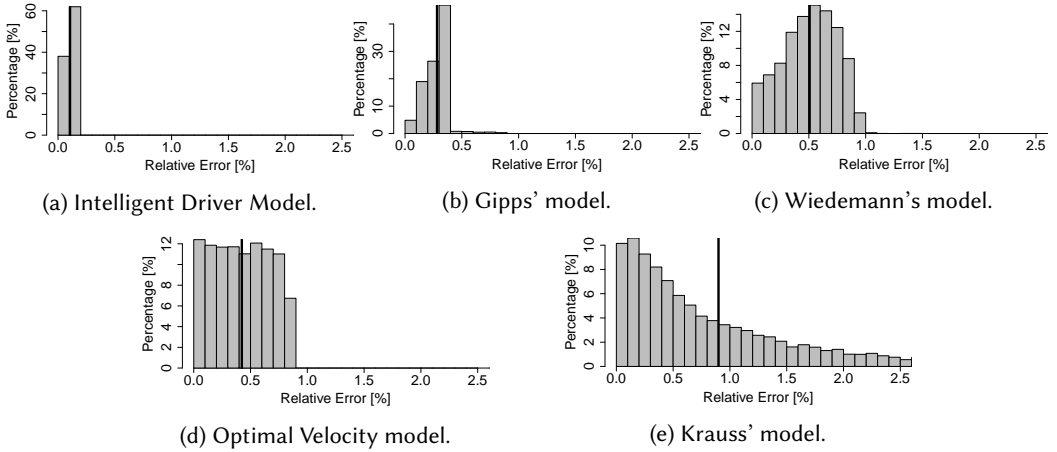 Percentage [%]
60
40
20
0
0.0 0.5 1.0 1.5 2.0 2.5
Relative Error [%]
(a) Intelligent Driver Model.
Percentage [%]
30
10
0
0.0 0.5 1.0 1.5 2.0 2.5
Relative Error [%]
(b) Gipps’ model.
Percentage [%]
12
8
4
0
0.0 0.5 1.0 1.5 2.0 2.5
Relative Error [%]
(c) Wiedemann’s model.
Percentage [%]
12
8
6
4
2
0
0.0 0.5 1.0 1.5 2.0 2.5
Relative Error [%]
(d) Optimal Velocity model.
Percentage [%]
10
8
6
4
2
0
0.0 0.5 1.0 1.5 2.0 2.5
Relative Error [%]
(e) Krauss’ model.